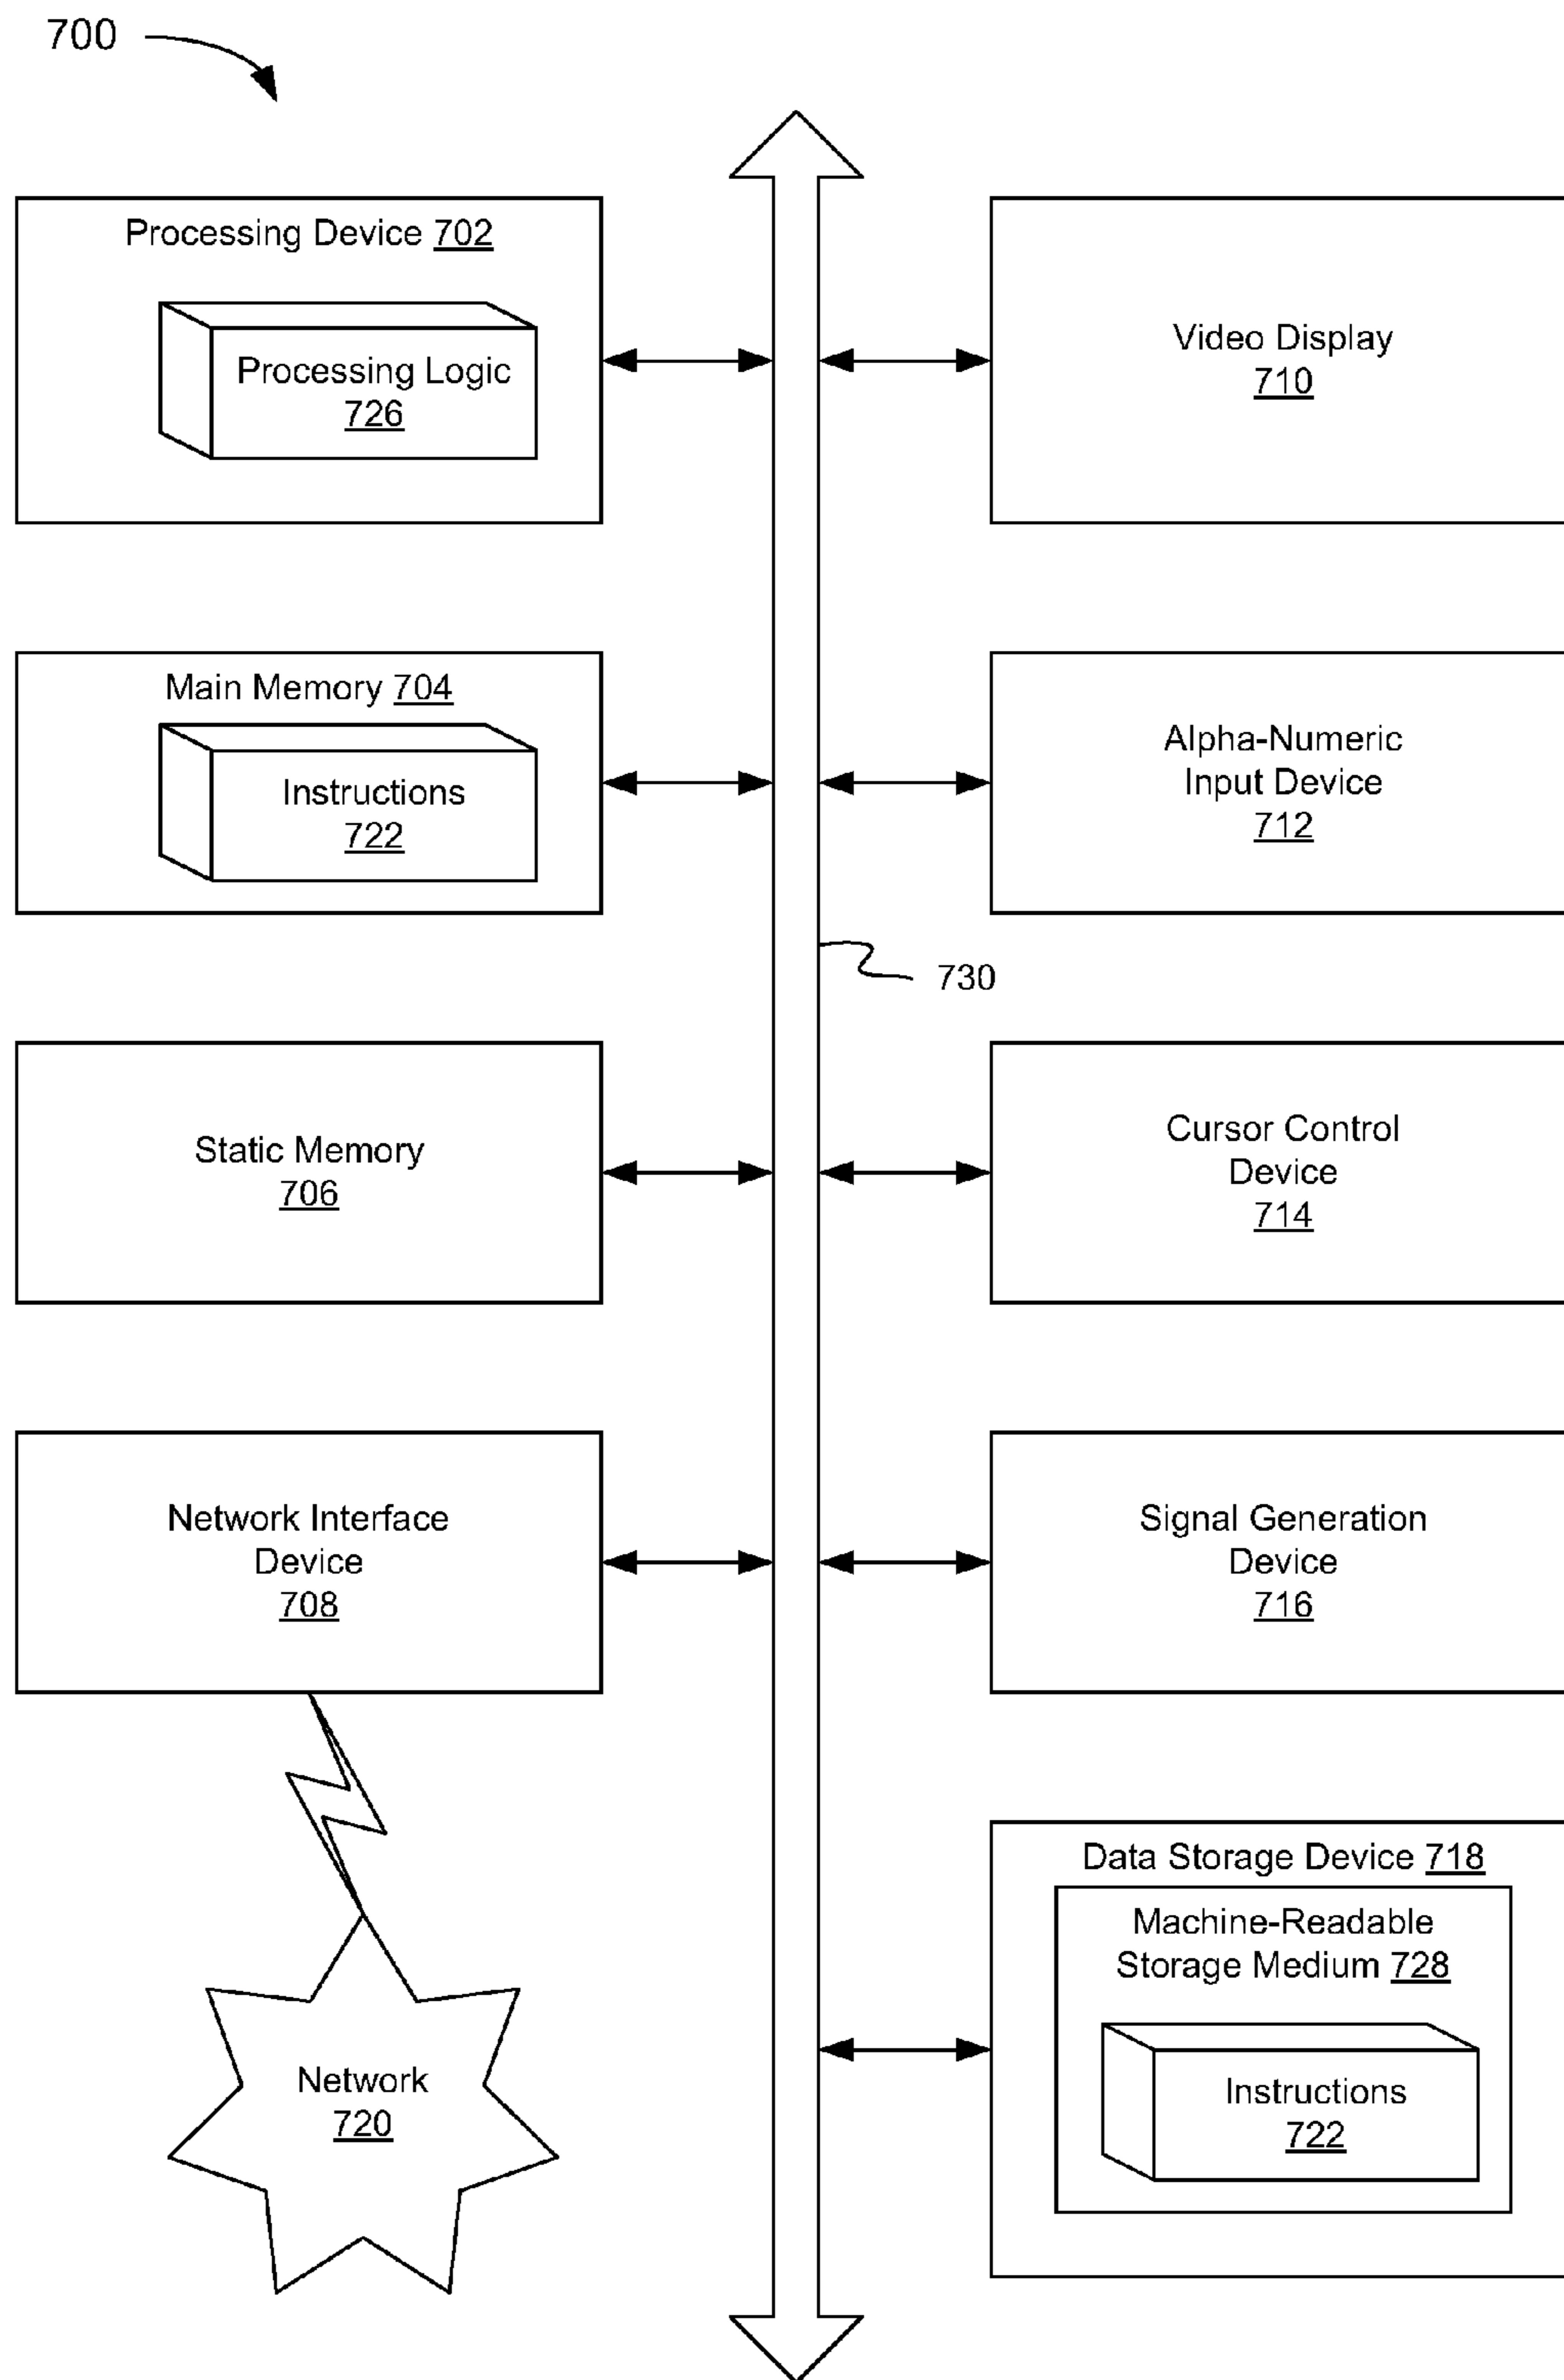 700
Processing Device 702
Processing Logic
726
Video Display
710
Main Memory 704
Instructions
722
Alpha-Numeric
Input Device
712
730
Static Memory
706
Cursor Control
Device
714
Network Interface
Device
708
Signal Generation
Device
716
Data Storage Device 718
Machine-Readable
Storage Medium 728
Instructions
722
Network
720